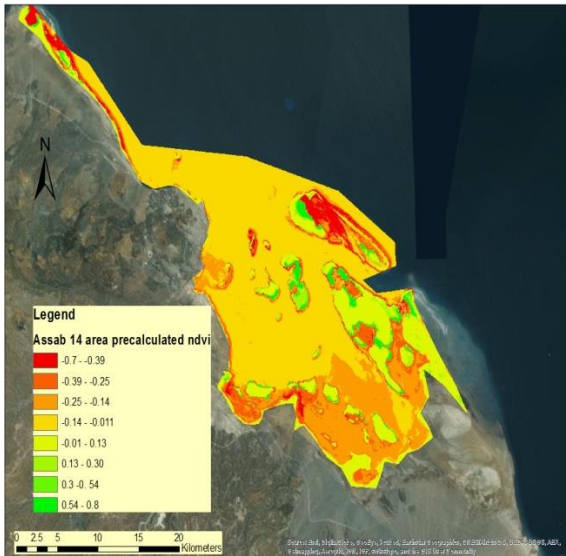 N
Legend
Assab 14 area precalculated ndvi
-0.7 - -0.39
-0.39 - -0.25
-0.25 - -0.14
-0.14 - -0.011
-0.01 - 0.13
0.13 - 0.30
0.3 -0. 54
0.54 - 0.8
0 2.5 5 10 15 20
Kilometers